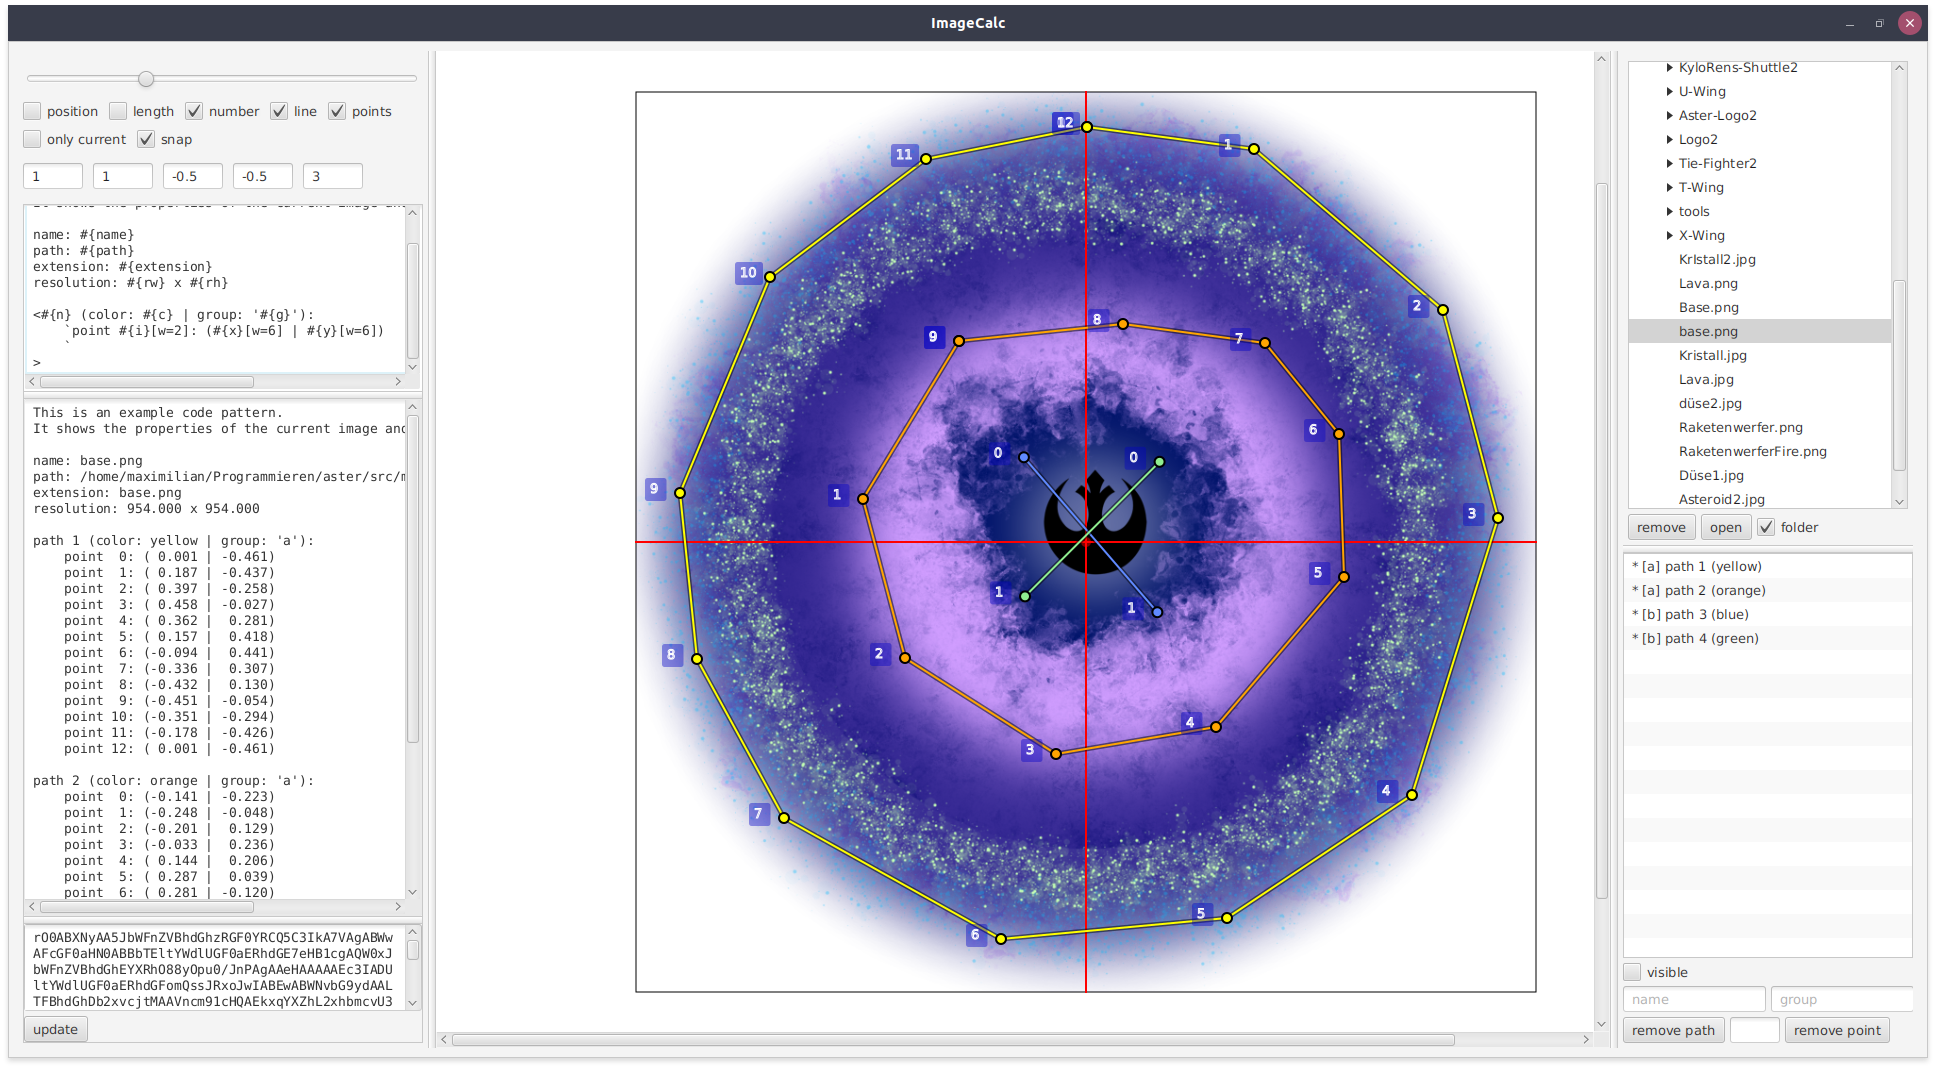 ImageCalc
position length number line points
only current snap
1 1 -0.5 -0.5 3
name: #{name}
path: #{path}
extension: #{extension}
resolution: #{rw} x #{rh}
<#{n} (color: #{c} | group: '#{g}'):
`point #{i}[w=2]: (#{x}[w=6] | #{y}[w=6])
`
>
This is an example code pattern.
It shows the properties of the current image and
name: base.png
path: /home/maximilian/Programmieren/aster/src/m
extension: base.png
resolution: 954.000 x 954.000
path 1 (color: yellow | group: 'a'):
point  0: ( 0.001 | -0.461)
point  1: ( 0.187 | -0.437)
point  2: ( 0.397 | -0.258)
point  3: ( 0.458 | -0.027)
point  4: ( 0.362 |  0.281)
point  5: ( 0.157 |  0.418)
point  6: (-0.094 |  0.441)
point  7: (-0.336 |  0.307)
point  8: (-0.432 |  0.130)
point  9: (-0.451 | -0.054)
point 10: (-0.351 | -0.294)
point 11: (-0.178 | -0.426)
point 12: ( 0.001 | -0.461)
path 2 (color: orange | group: 'a'):
point  0: (-0.141 | -0.223)
point  1: (-0.248 | -0.048)
point  2: (-0.201 |  0.129)
point  3: (-0.033 |  0.236)
point  4: ( 0.144 |  0.206)
point  5: ( 0.287 |  0.039)
point  6: ( 0.281 | -0.120)
update
12
11
1
10
2
8
9
7
6
0
0
9
1
3
5
1
1
8
2
4
3
4
7
5
6
KyloRens-Shuttle2
U-Wing
Aster-Logo2
Logo2
Tie-Fighter2
T-Wing
tools
X-Wing
KrIstall2.jpg
Lava.png
Base.png
base.png
Kristall.jpg
Lava.jpg
düse2.jpg
Raketenwerfer.png
RaketenwerferFire.png
Düse1.jpg
Asteroid2.jpg
remove open folder
* [a] path 1 (yellow)
* [a] path 2 (orange)
* [b] path 3 (blue)
* [b] path 4 (green)
visible
name group
remove path remove point